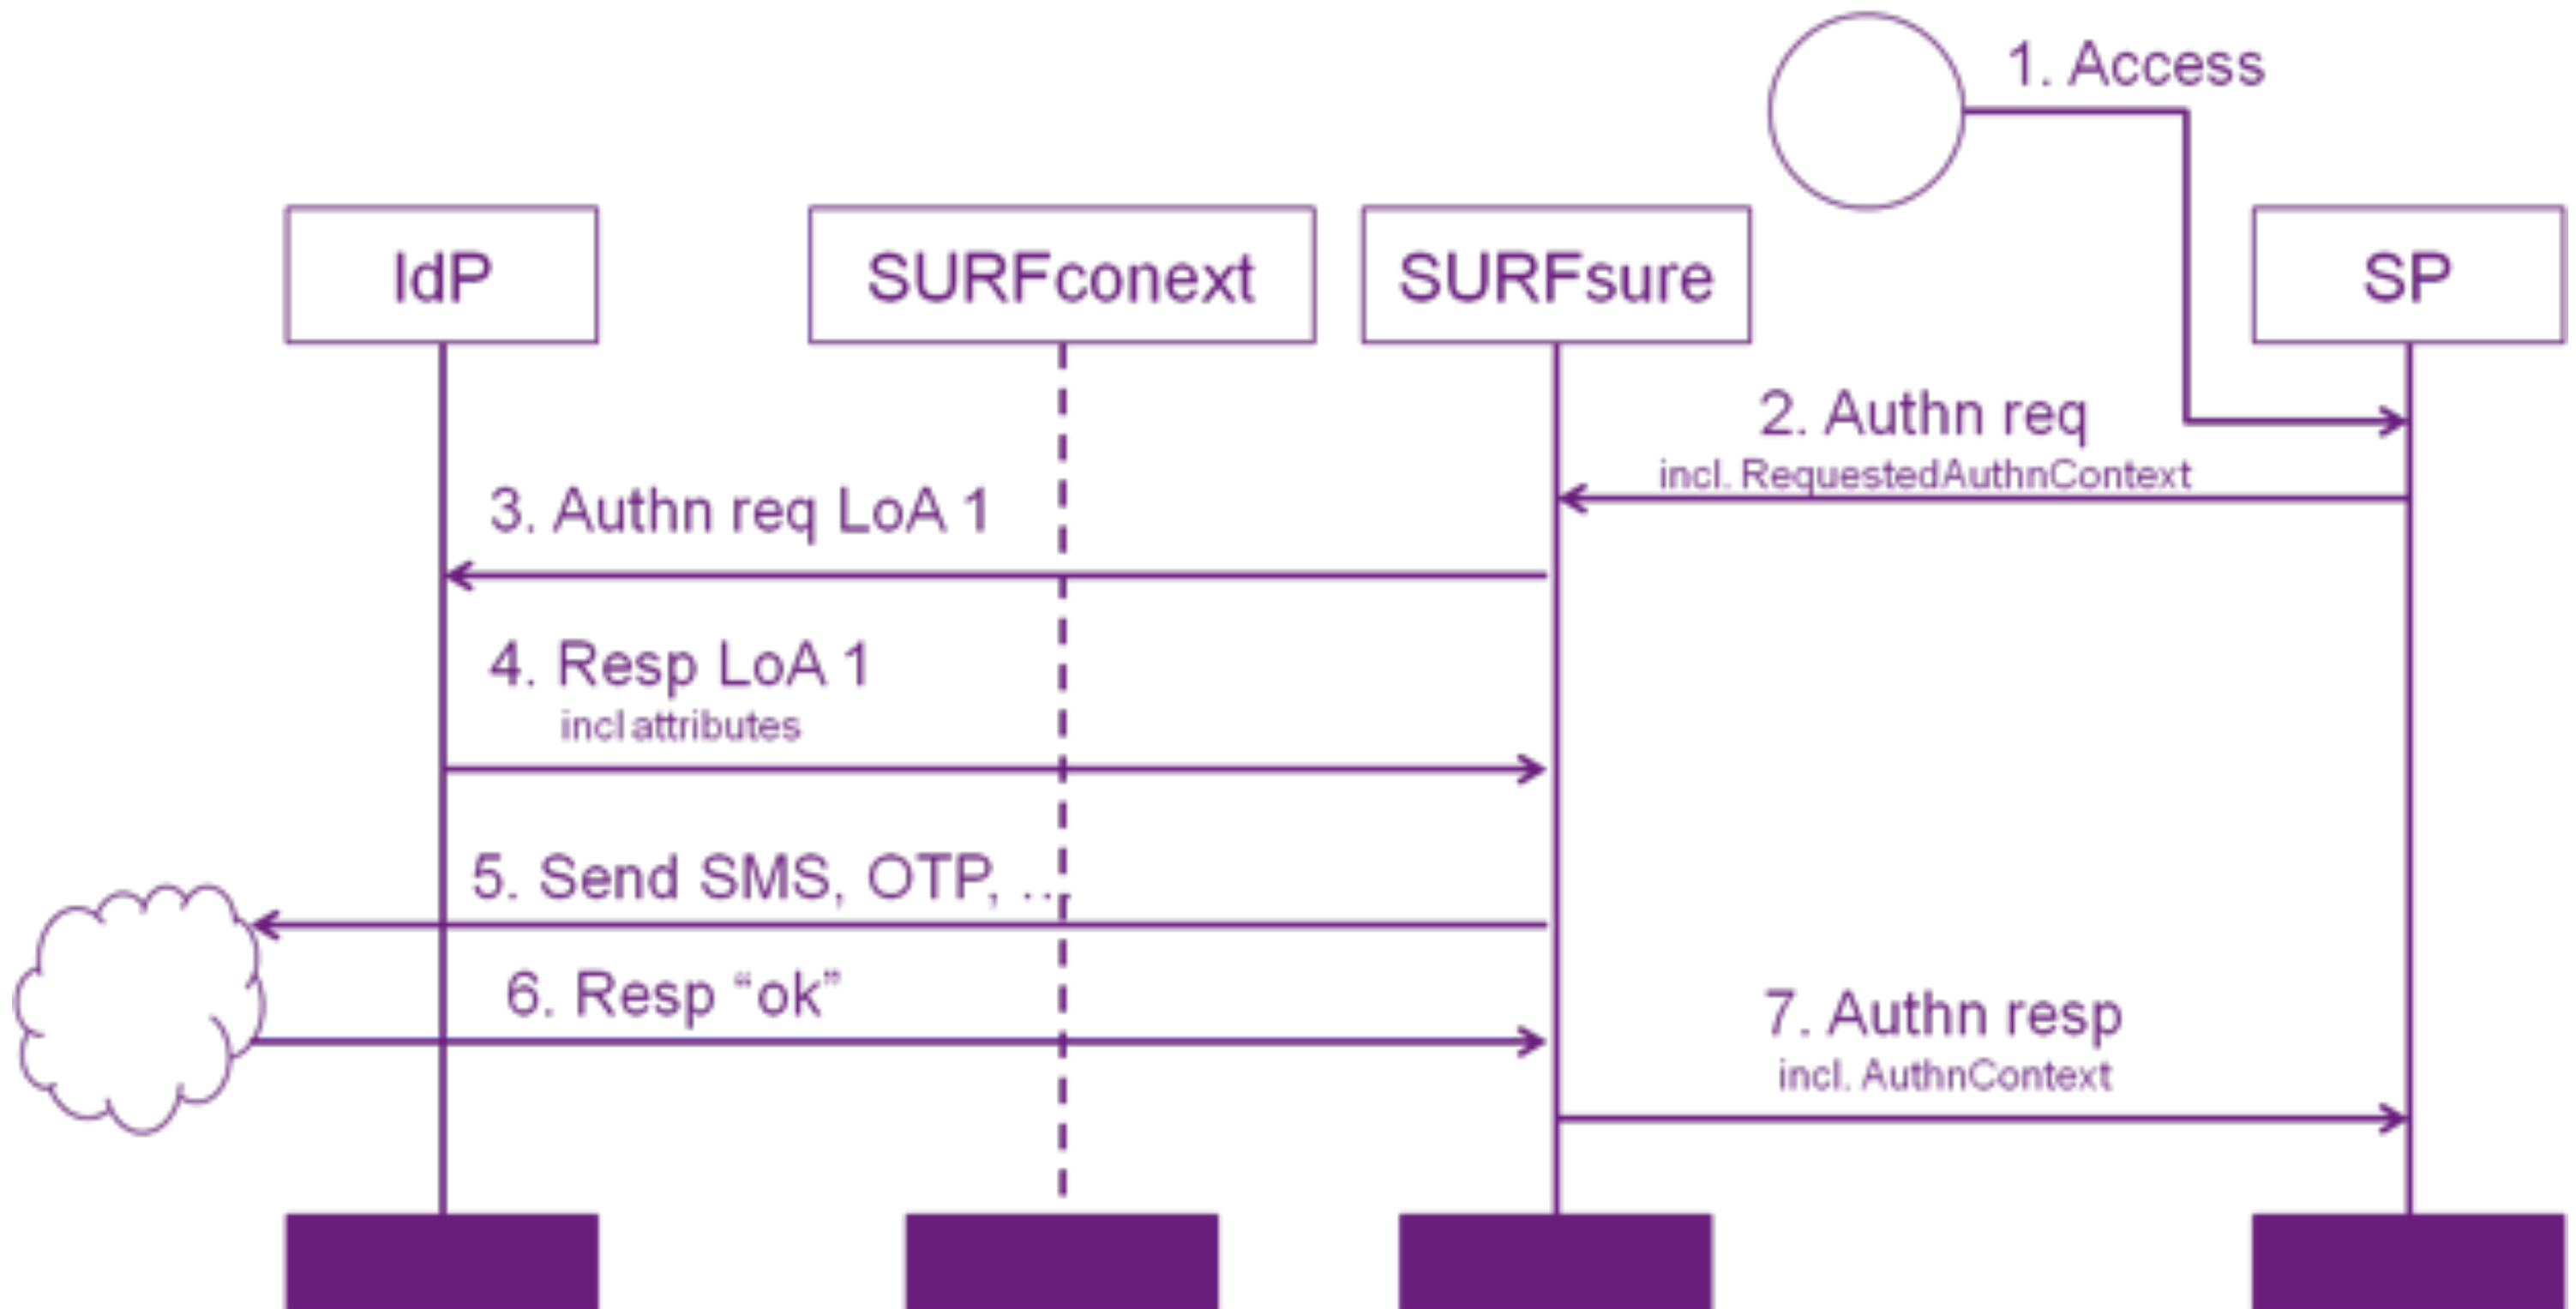 1. Access
IdP
SURFconext
SURFsure
SP
2. Authn req
incl. RequestedAuthnContext
3. Authn req LoA 1
4. Resp LoA 1
incl attributes
5. Send SMS, OTP, ...
6. Resp “ok”
7. Authn resp
incl. AuthnContext